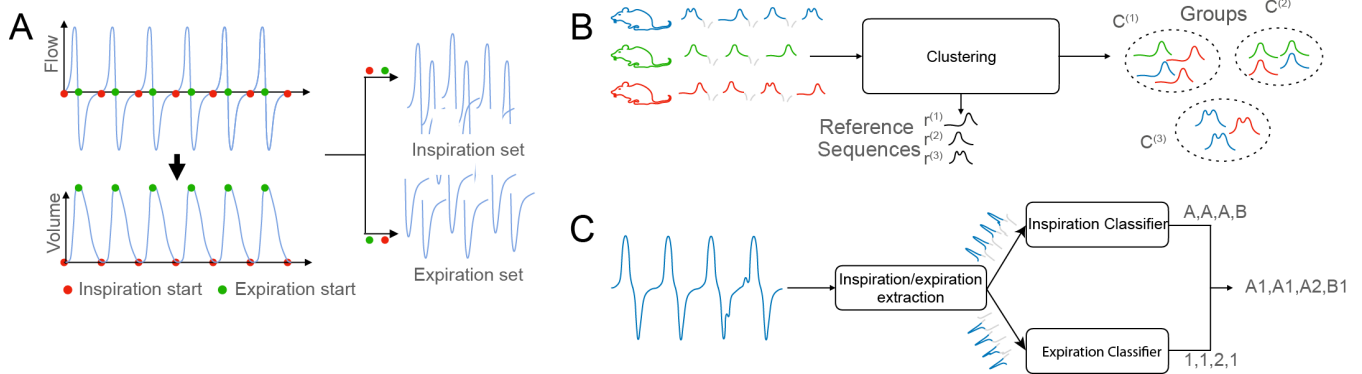 A
Flow
Volume
Inspiration start
Expiration start
Inspiration set
Expiration set
B
Clustering
Reference
Sequences
r(1)
r(2)
r(3)
Groups
C(1)
C(2)
C(3)
C
Inspiration/expiration
extraction
Inspiration Classifier
Expiration Classifier
A,A,A,B
1,1,2,1
A1,A1,A2,B1